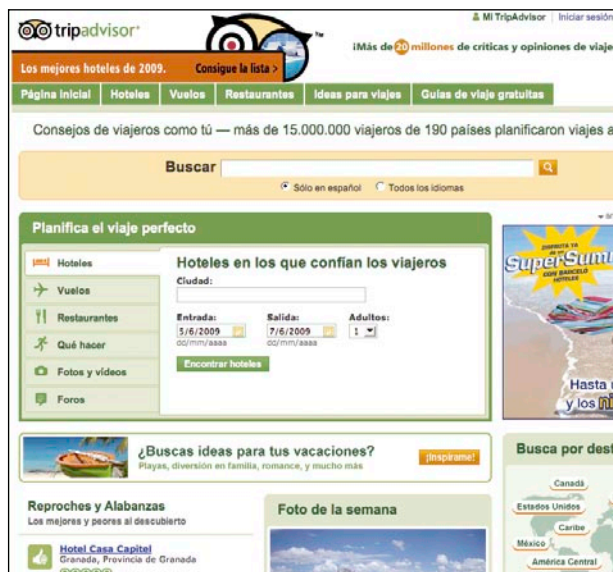 tripadvisor
Mi TripAdvisor | Iniciar sesión
¡Más de 20 millones de críticas y opiniones de viaje
Los mejores hoteles de 2009. Consigue la lista >
Página inicial Hoteles Vuelos Restaurantes Ideas para viajes Guías de viaje gratuitas
Consejos de viajeros como tú — más de 15.000.000 viajeros de 190 países planificaron viajes a
Buscar
Sólo en español Todos los idiomas
Planifica el viaje perfecto
Hoteles
Vuelos
Restaurantes
Qué hacer
Fotos y vídeos
Foros
Hoteles en los que confían los viajeros
Ciudad:
Entrada: Salida: Adultos:
5/6/2009 7/6/2009 1
dd/mm/aaaa dd/mm/aaaa
Encontrar hoteles
DISFRUTA YA
SuperSum
CON BARCELÓ
HOTELES
Hasta
y los
¿Buscas ideas para tus vacaciones?
Playas, diversión en familia, romance, y mucho más
¡Inspírame!
Reproches y Alabanzas
Los mejores y peores al descubierto
Hotel Casa Capitel
Granada, Provincia de Granada
Foto de la semana
Busca por dest
Canadá
Estados Unidos
Caribe
México
América Central